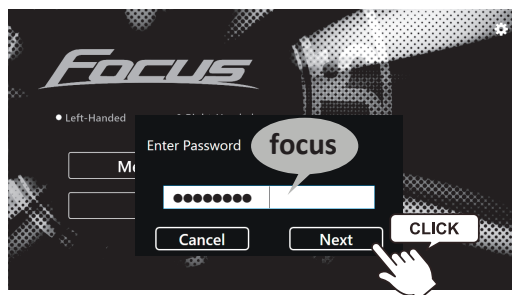 Focus
Left-Handed
Enter Password
focus
●●●●●●●●
Cancel
Next
CLICK